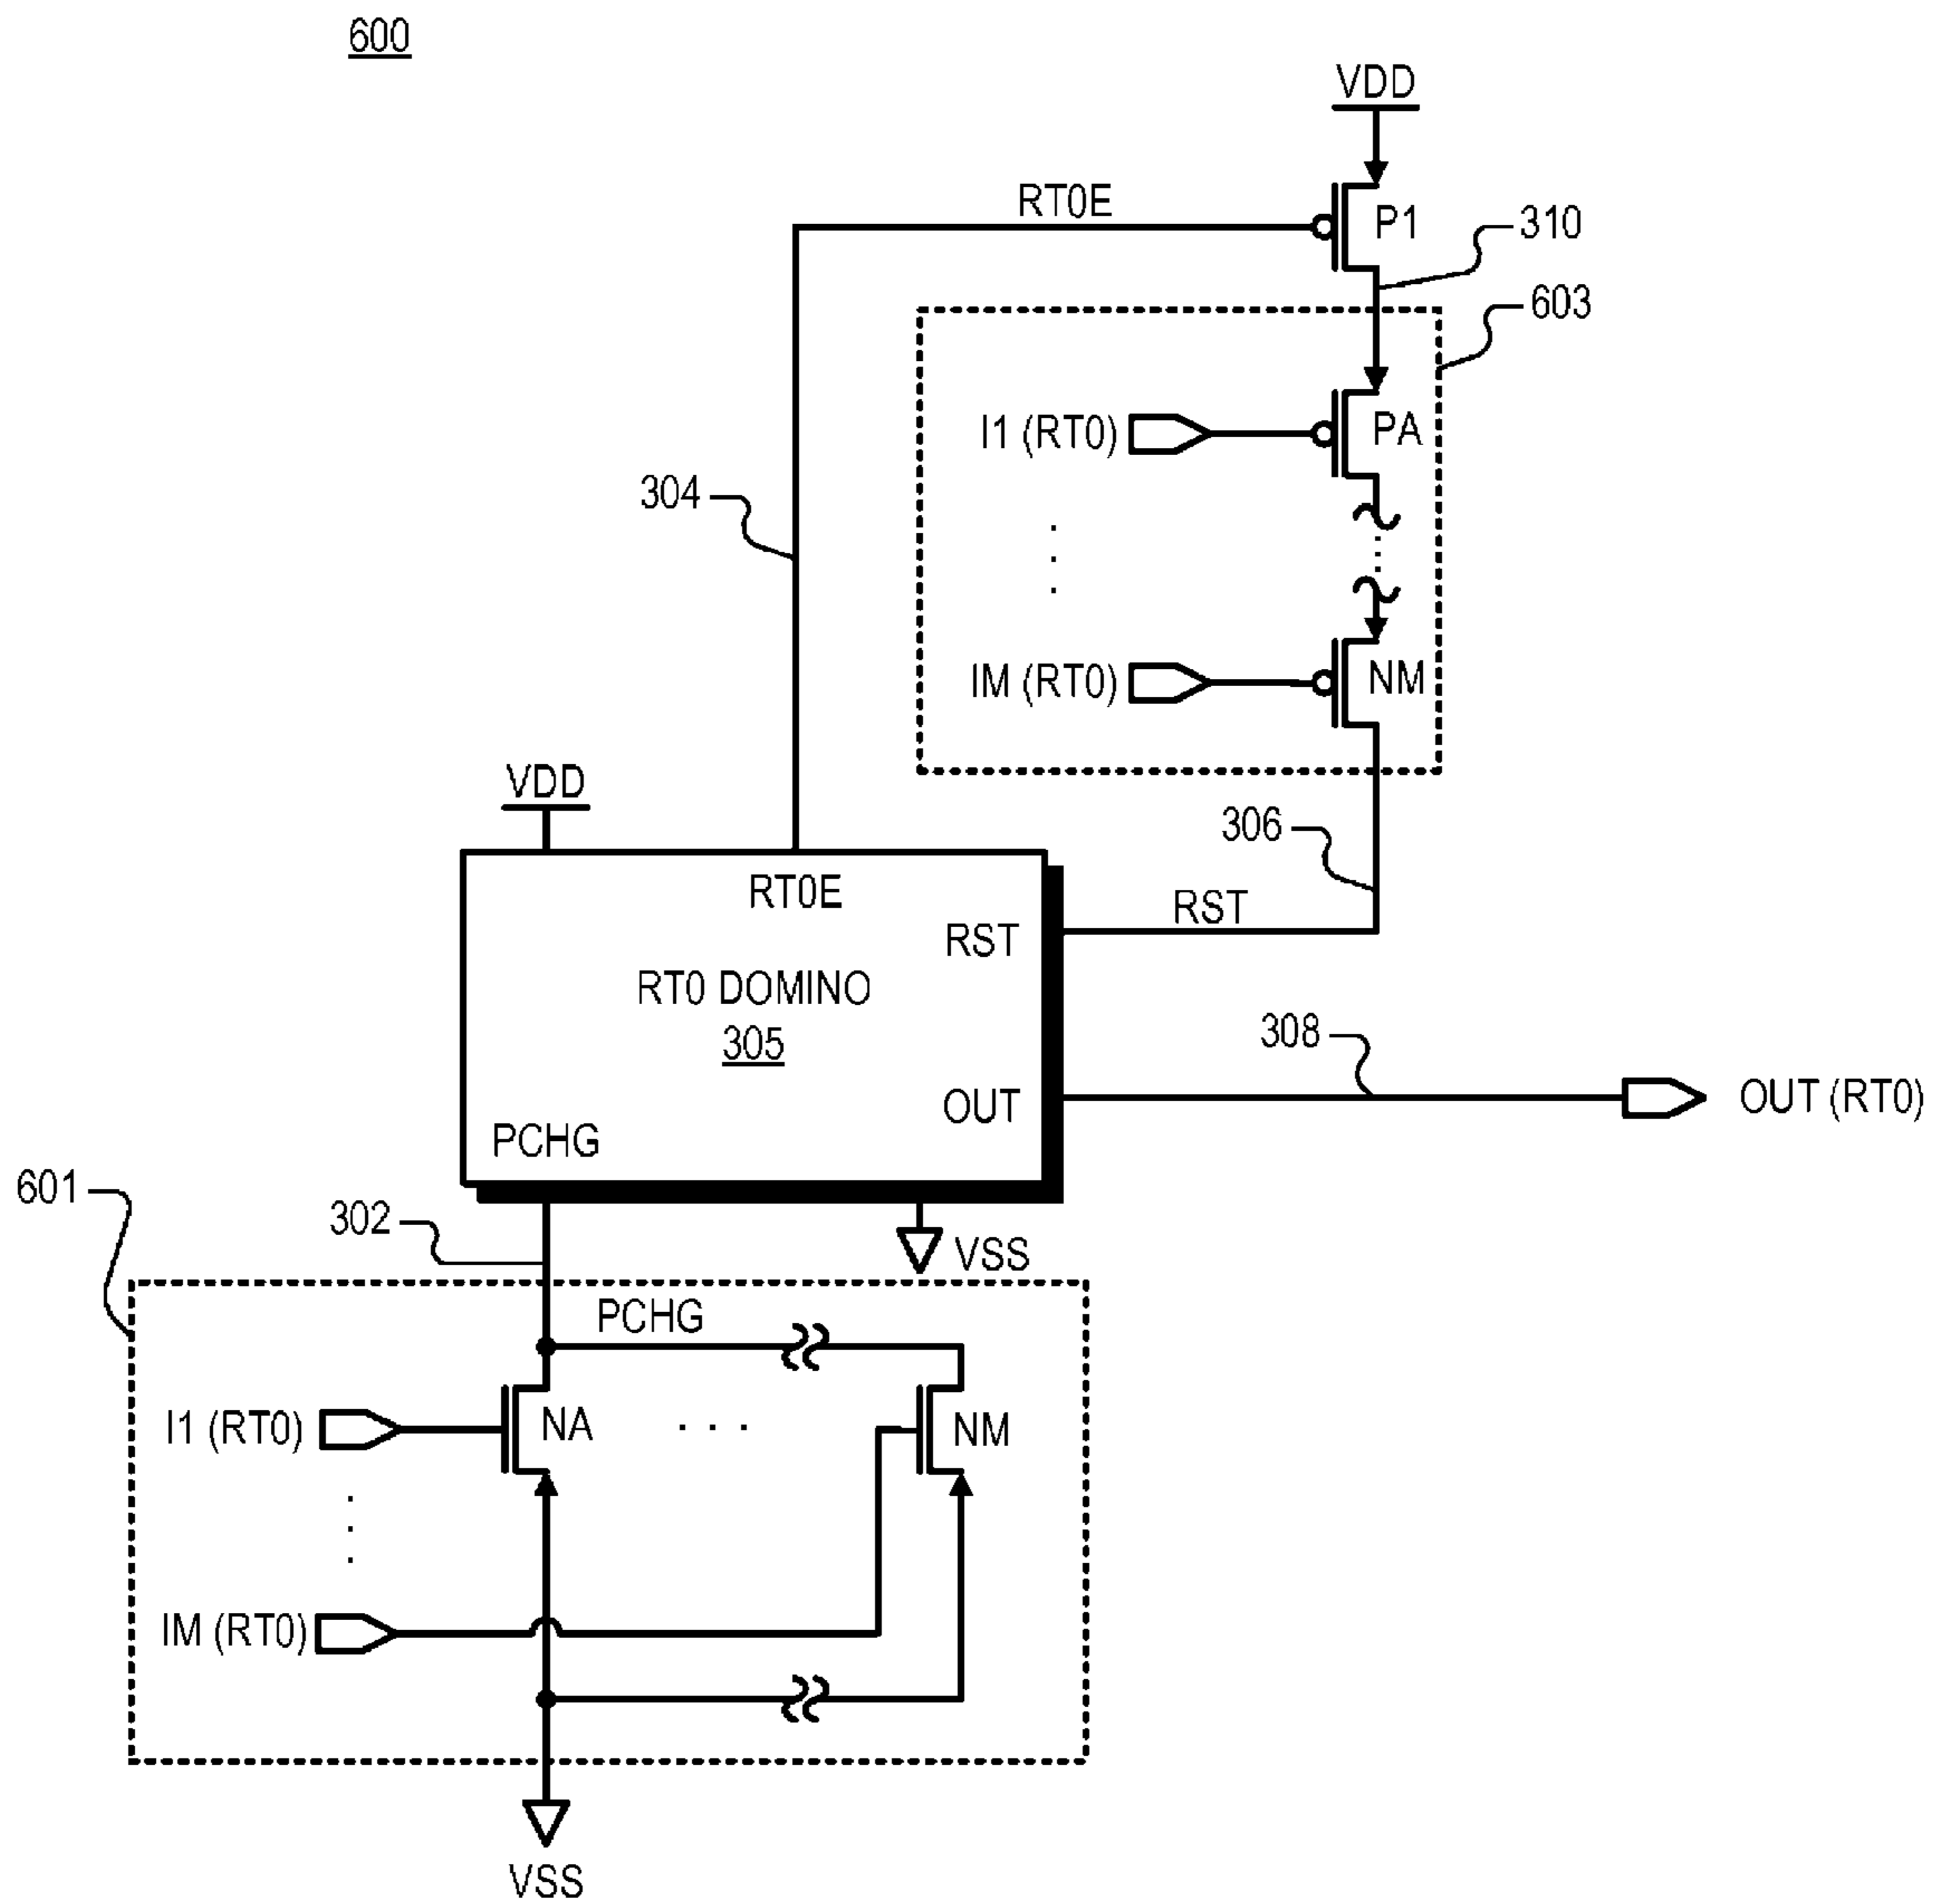 600
VDD
RT0E
P1
310
603
I1 (RT0)
PA
304
IM (RT0)
NM
VDD
306
RT0E
RST
RST
RT0 DOMINO
305
308
OUT
OUT (RT0)
PCHG
601
302
VSS
PCHG
I1 (RT0)
NA
NM
IM (RT0)
VSS